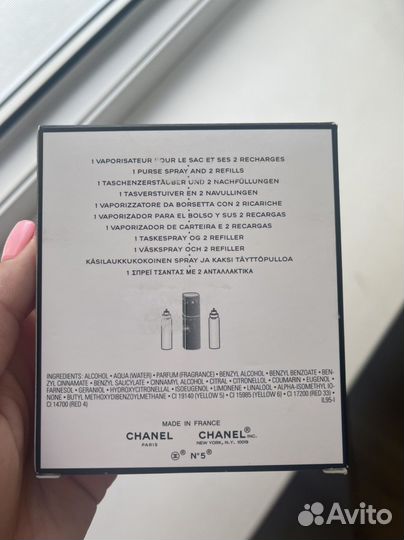 1 VAPORISATEUR POUR LE SAC ET SES 2 RECHARGES
1 PURSE SPRAY AND 2 REFILLS
1 TASCHENZERSTÄUBER UND 2 NACHFÜLLUNGEN
1 TASVERSTUIVER EN 2 NAVULLINGEN
1 VAPORIZZATORE DA BORSETTA CON 2 RICARICHE
1 VAPORIZADOR PARA EL BOLSO Y SUS 2 RECARGAS
1 VAPORIZADOR DE CARTEIRA E 2 RECARGAS
1 TASKESPRAY OG 2 REFILLER
1 VÄSKSPRAY OCH 2 REFILLER
KÄSILAUKKUKOKOINEN SPRAY JA KAKSI TÄYTTÖPULLOA
1 ΣΠΡΕΪ ΤΣΑΝΤΑΣ ΜΕ 2 ΑΝΤΑΛΛΑΚΤΙΚΑ
INGREDIENTS: ALCOHOL • AQUA (WATER) • PARFUM (FRAGRANCE) • BENZYL ALCOHOL • BENZYL BENZOATE • BEN-
ZYL CINNAMATE • BENZYL SALICYLATE • CINNAMYL ALCOHOL • CITRAL • CITRONELLOL • COUMARIN • EUGENOL •
FARNESOL • GERANIOL • HYDROXYCITRONELLAL • ISOEUGENOL • LIMONENE • LINALOOL • ALPHA-ISOMETHYL IO-
NONE • BUTYL METHOXYDIBENZOYLMETHANE • CI 19140 (YELLOW 5) • CI 15985 (YELLOW 6) • CI 17200 (RED 33) •
CI 14700 (RED 4) IL95-I
MADE IN FRANCE
CHANEL CHANEL INC.
PARIS NEW YORK, N.Y. 10019
N°5
Avito